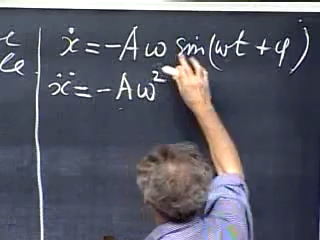 ẋ = -Aω sin(ωt + φ)
ẍ = -Aω²